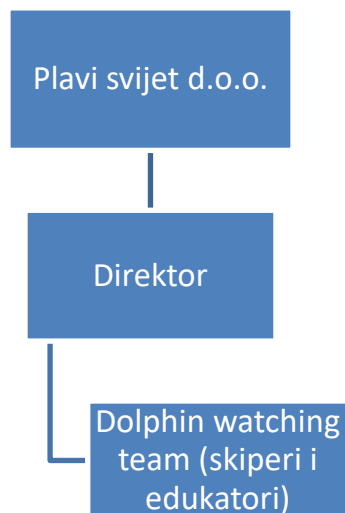 Plavi svijet d.o.o.
Direktor
Dolphin watching
team (skiperi i
edukatori)